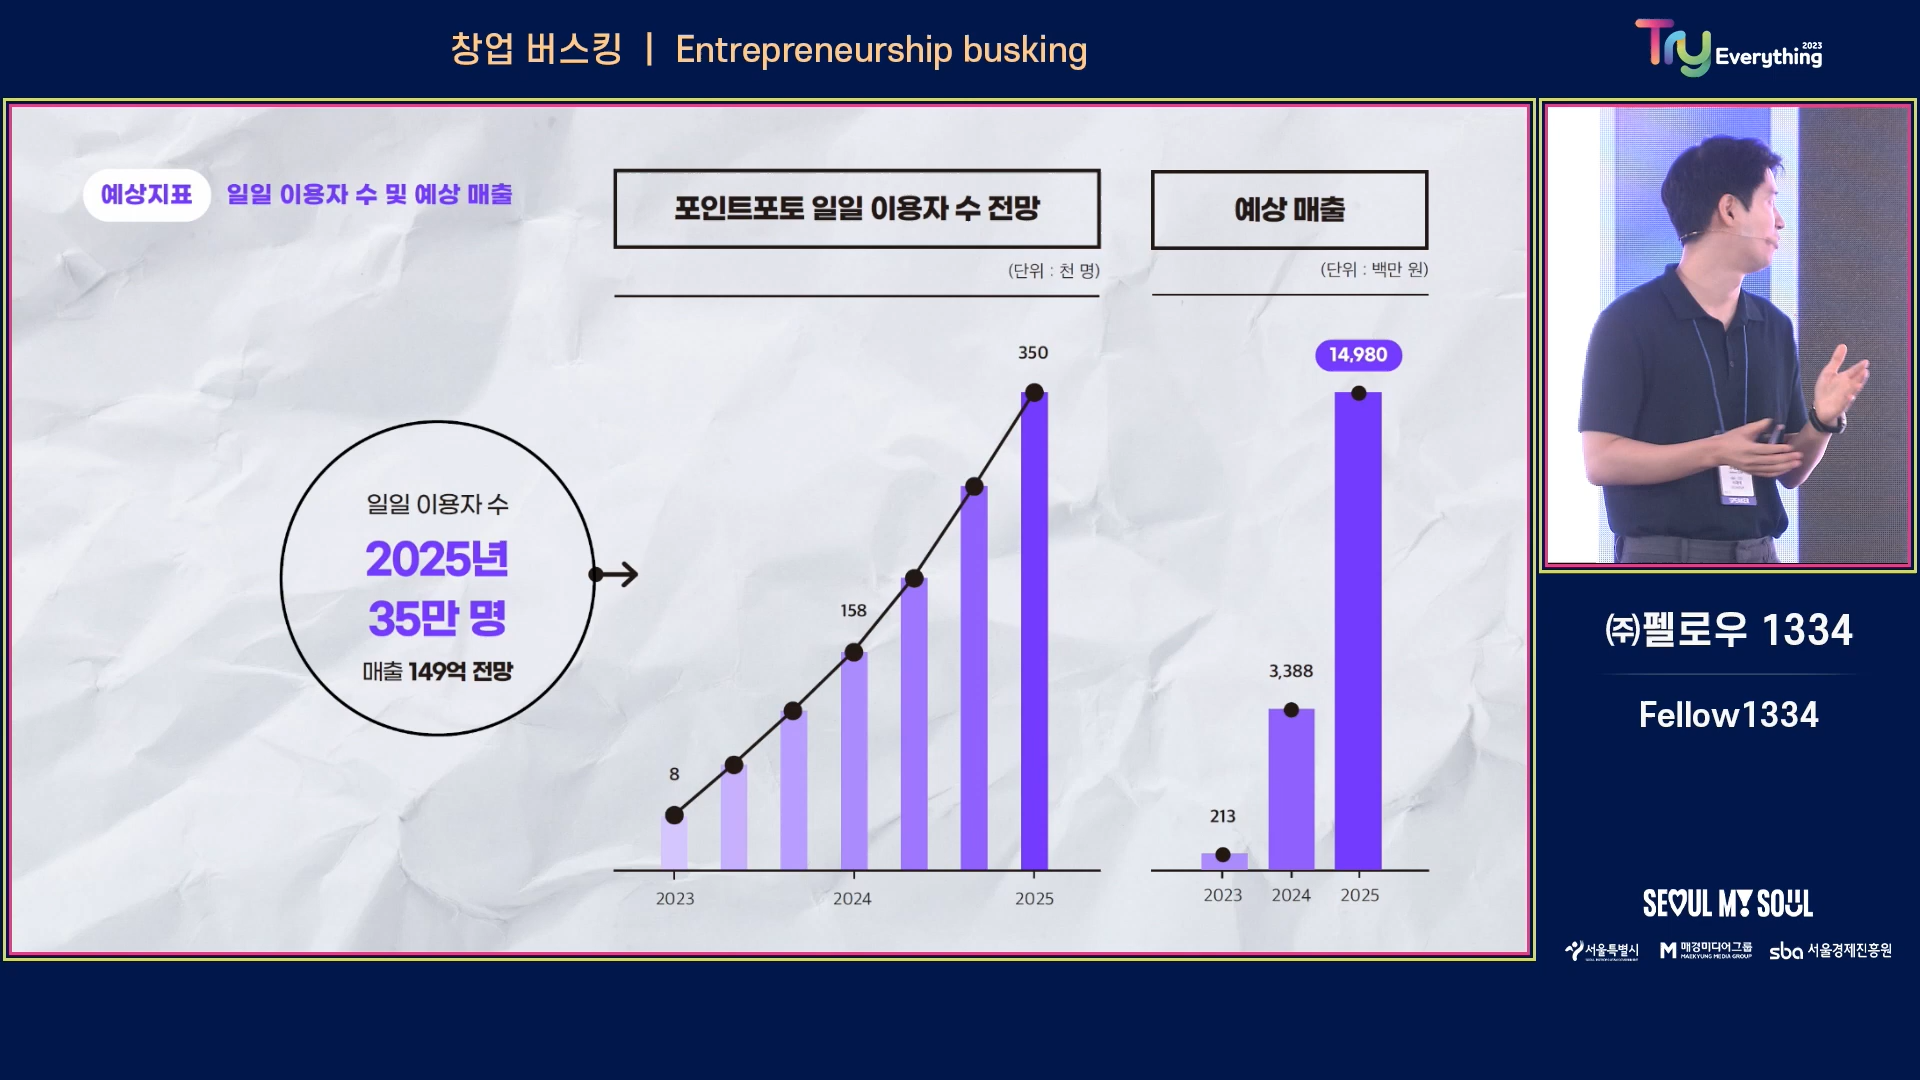 창업 버스킹 | Entrepreneurship busking
Try Everything 2023
예상지표 일일 이용자 수 및 예상 매출
포인트포토 일일 이용자 수 전망
(단위 : 천 명)
예상 매출
(단위 : 백만 원)
일일 이용자 수
2025년
35만 명
매출 149억 전망
8
158
350
2023
2024
2025
213
3,388
14,980
2023
2024
2025
SPEAKER
㈜펠로우 1334
Fellow1334
SEOUL MY SOUL
서울특별시
매경미디어그룹
MAEKYUNG MEDIA GROUP
sba 서울경제진흥원